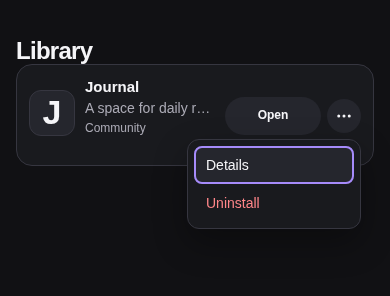 Library
J
Journal
A space for daily r…
Community
Open
Details
Uninstall